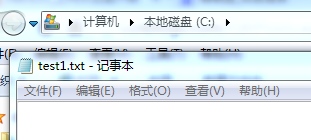 计算机 ▸ 本地磁盘 (C:) ▸
test1.txt - 记事本
文件(F) 编辑(E) 格式(O) 查看(V) 帮助(H)